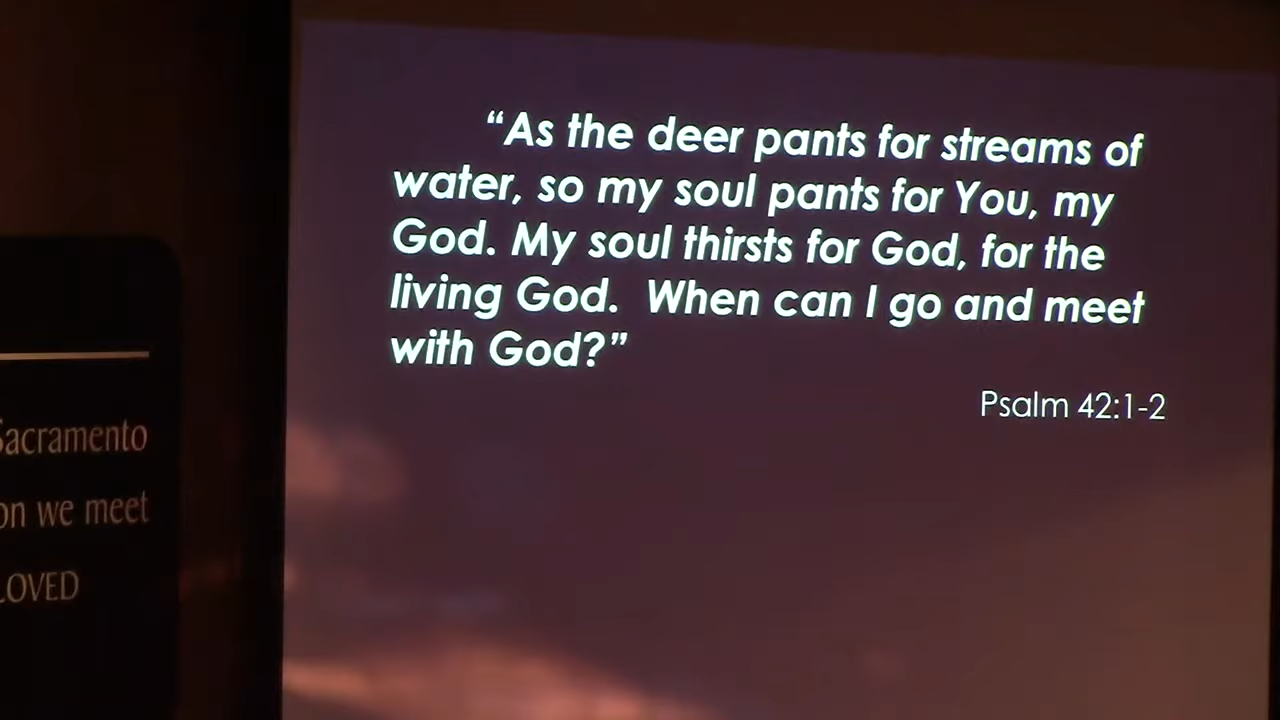 “As the deer pants for streams of
water, so my soul pants for You, my
God. My soul thirsts for God, for the
living God.  When can I go and meet
with God?”
Psalm 42:1-2
Sacramento
on we meet
LOVED